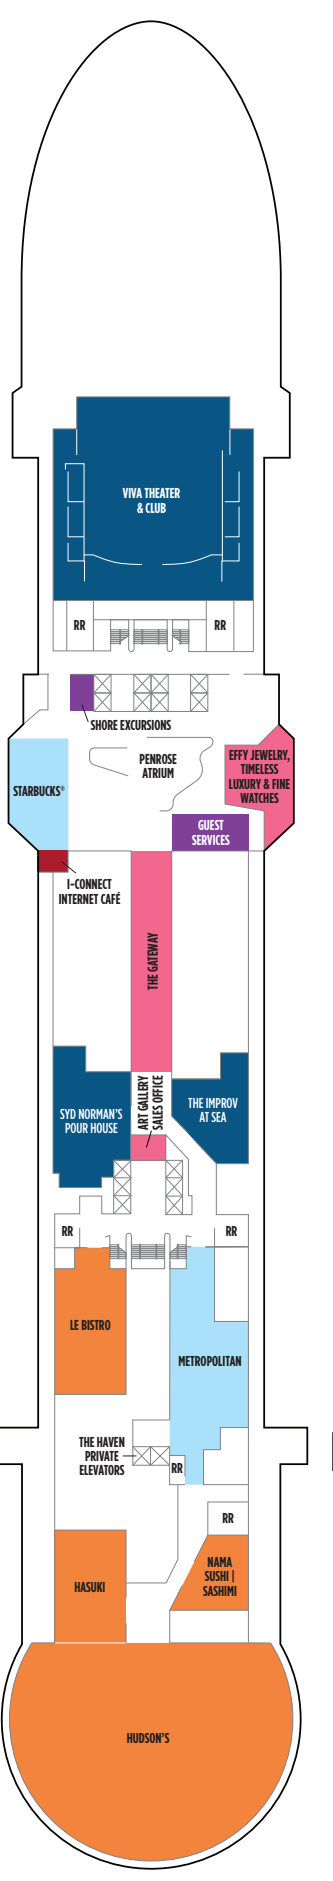 VIVA THEATER
& CLUB
RR
RR
SHORE EXCURSIONS
PENROSE
ATRIUM
EFFY JEWELRY,
TIMELESS
LUXURY & FINE
WATCHES
STARBUCKS®
GUEST
SERVICES
I-CONNECT
INTERNET CAFÉ
THE GATEWAY
ART GALLERY
SALES OFFICE
SYD NORMAN'S
POUR HOUSE
THE IMPROV
AT SEA
RR
RR
LE BISTRO
METROPOLITAN
THE HAVEN
PRIVATE
ELEVATORS
RR
RR
HASUKI
NAMA
SUSHI |
SASHIMI
HUDSON'S